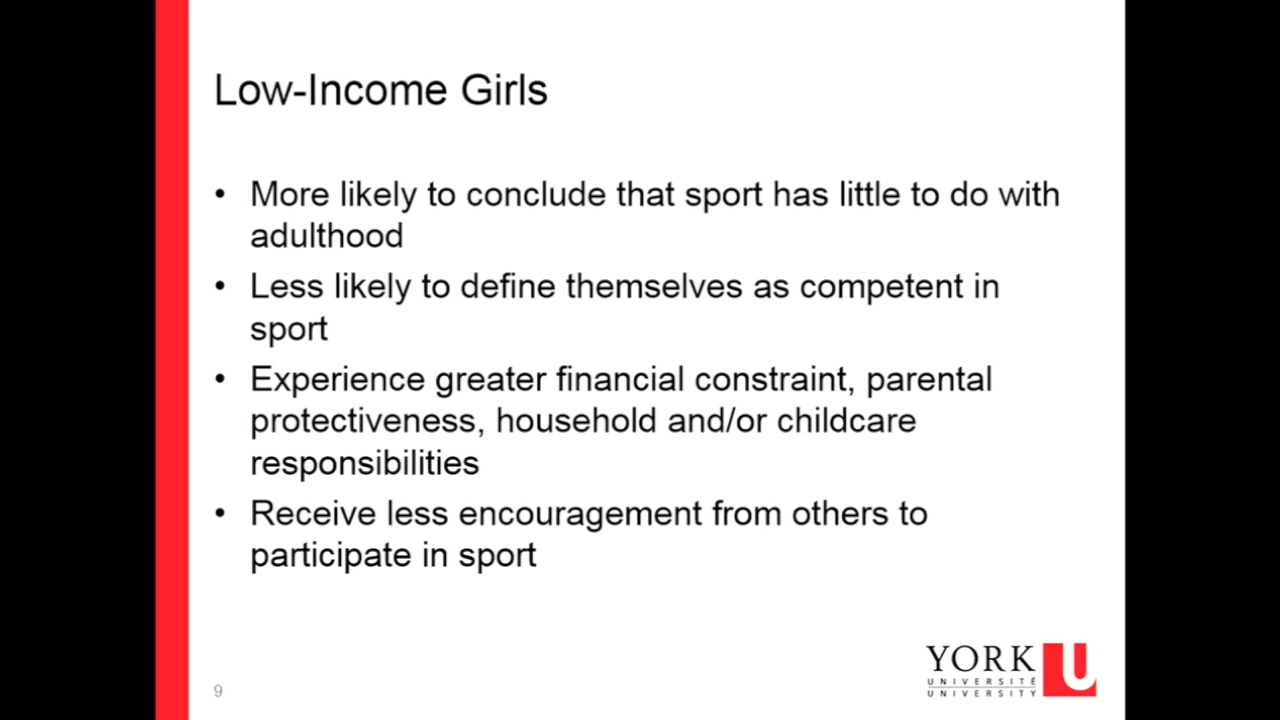 Low-Income Girls
• More likely to conclude that sport has little to do with
adulthood
• Less likely to define themselves as competent in
sport
• Experience greater financial constraint, parental
protectiveness, household and/or childcare
responsibilities
• Receive less encouragement from others to
participate in sport
9
YORK U
UNIVERSITÉ
UNIVERSITY